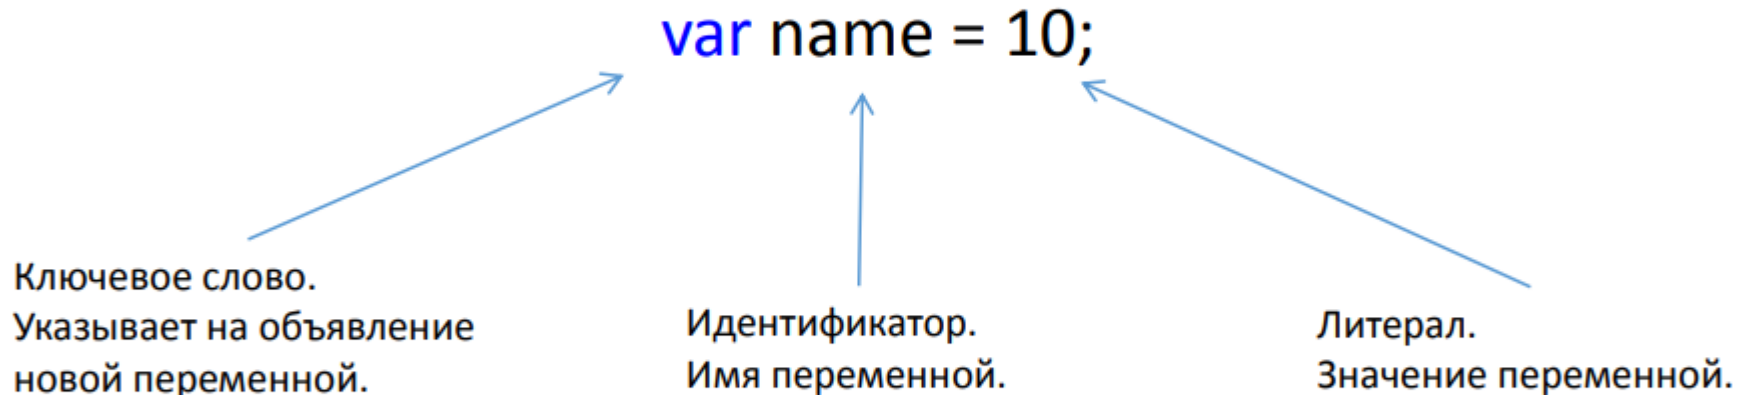 var name = 10;
Ключевое слово.
Указывает на объявление
новой переменной.
Идентификатор.
Имя переменной.
Литерал.
Значение переменной.